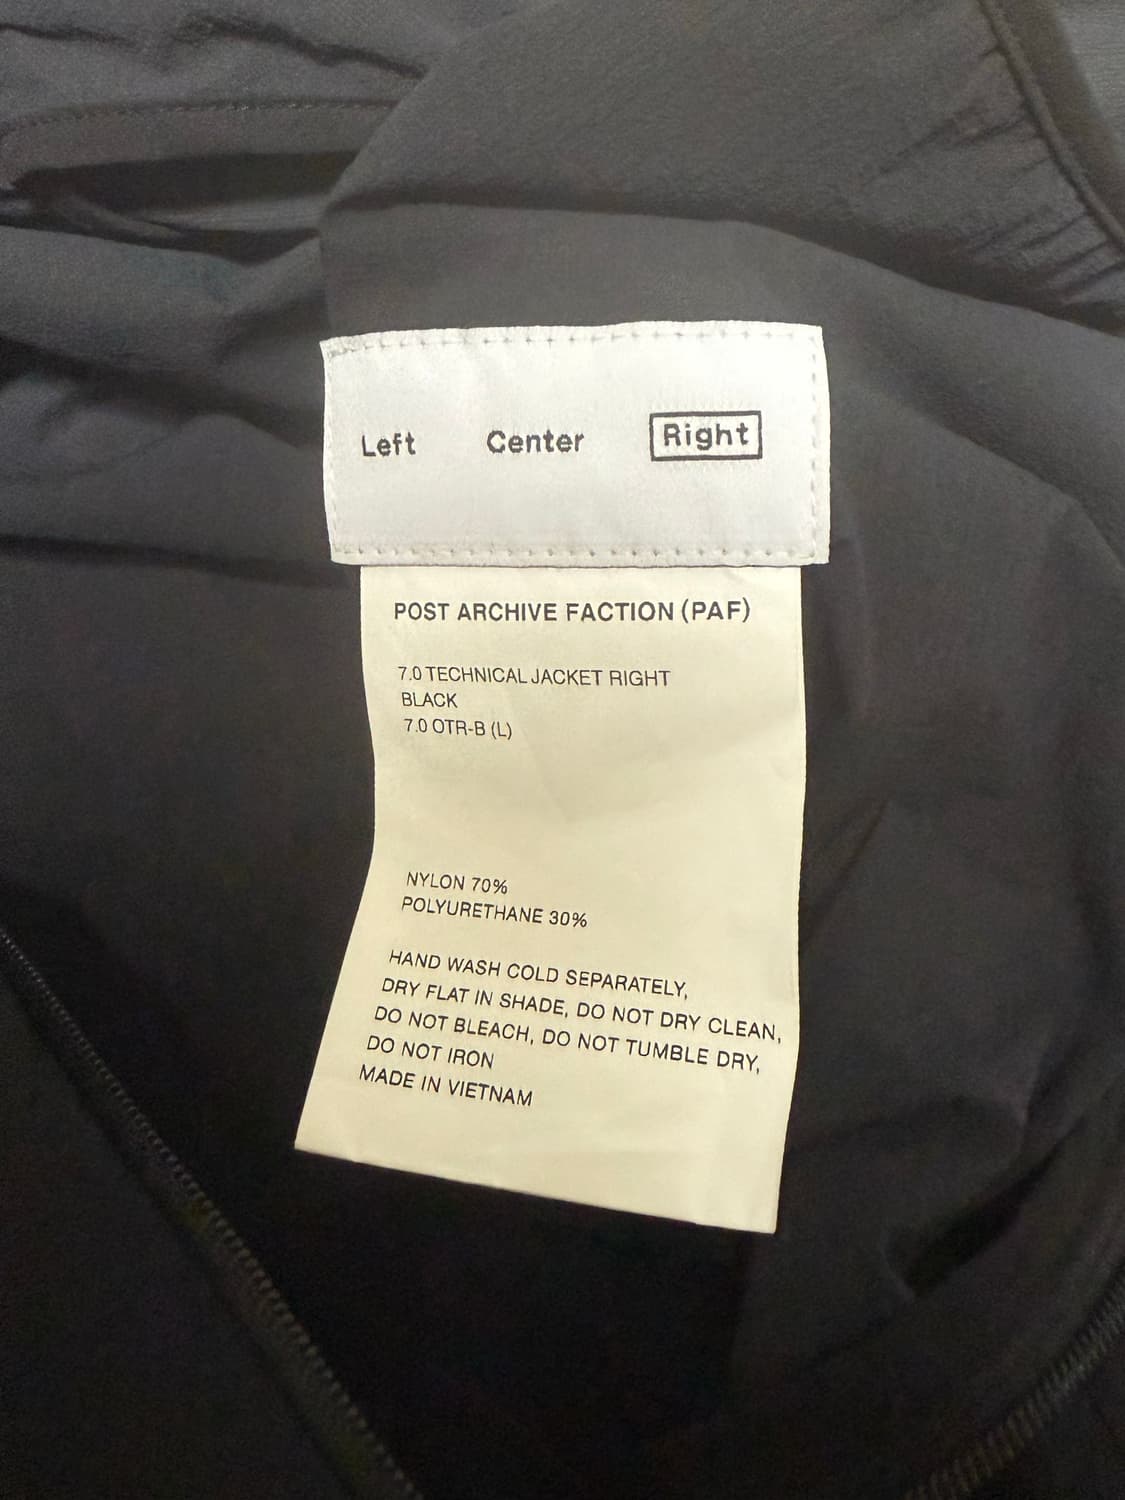 Left Center Right
POST ARCHIVE FACTION (PAF)
7.0 TECHNICAL JACKET RIGHT
BLACK
7.0 OTR-B (L)
NYLON 70%
POLYURETHANE 30%
HAND WASH COLD SEPARATELY,
DRY FLAT IN SHADE, DO NOT DRY CLEAN,
DO NOT BLEACH, DO NOT TUMBLE DRY,
DO NOT IRON
MADE IN VIETNAM